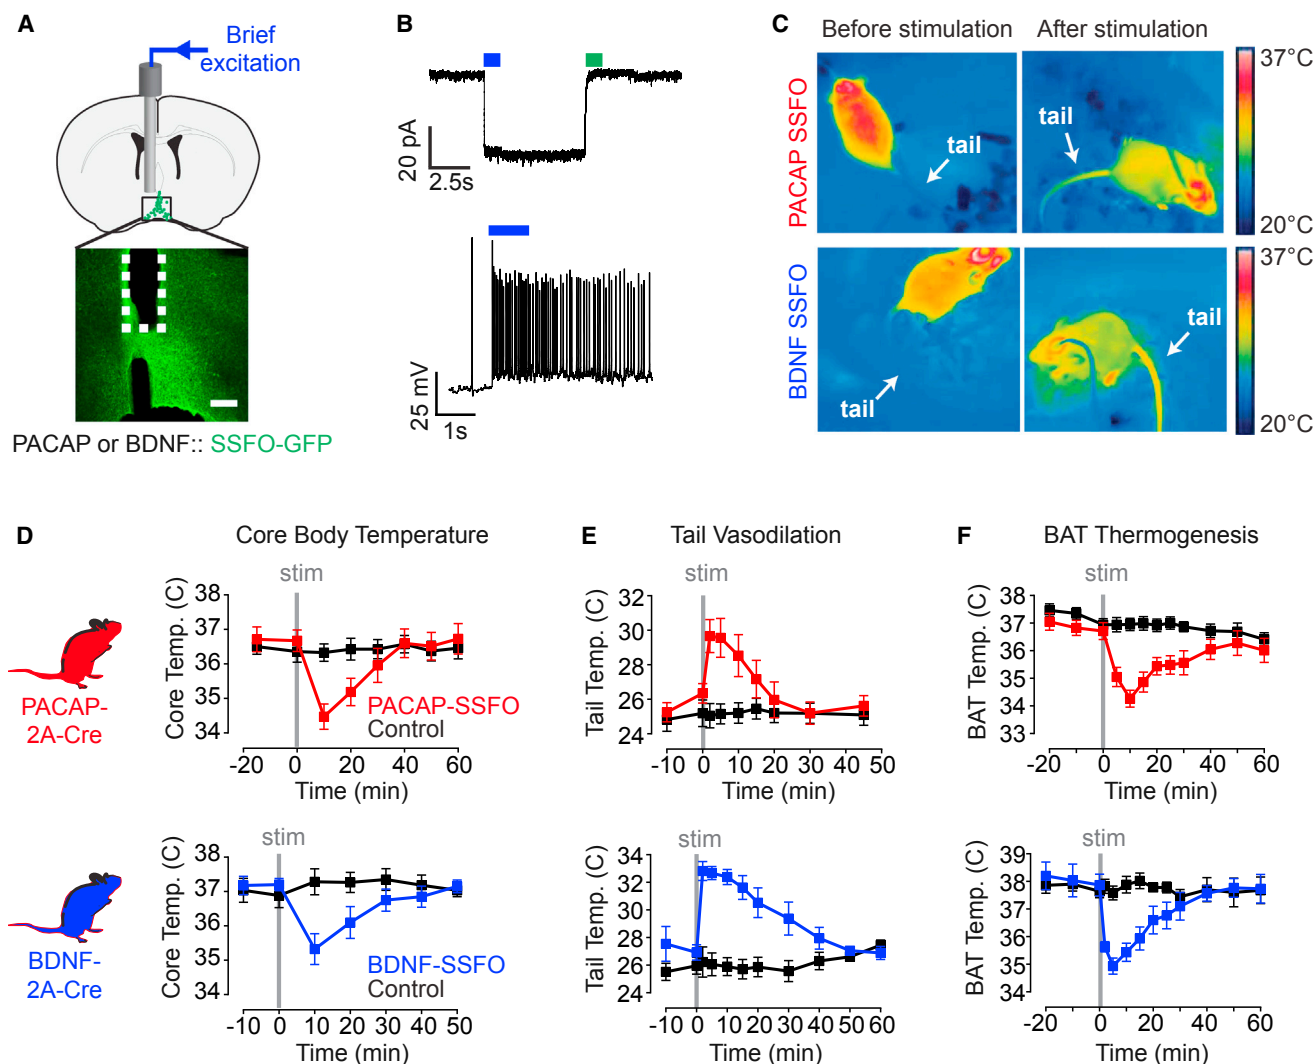 A
Brief
excitation
PACAP or BDNF:: SSFO-GFP
B
20 pA
2.5s
25 mV
1s
C
Before stimulation
After stimulation
PACAP SSFO
tail
tail
37°C
20°C
BDNF SSFO
tail
tail
37°C
20°C
D
Core Body Temperature
PACAP-
2A-Cre
stim
Core Temp. (C)
38
37
36
35
34
PACAP-SSFO
Control
-20 0 20 40 60
Time (min)
BDNF-
2A-Cre
stim
Core Temp. (C)
38
37
36
35
34
BDNF-SSFO
Control
-10 0 10 20 30 40 50
Time (min)
E
Tail Vasodilation
stim
Tail Temp. (C)
32
30
28
26
24
-10 0 10 20 30 40 50
Time (min)
stim
Tail Temp. (C)
34
32
30
28
26
24
-10 0 10 20 30 40 50 60
Time (min)
F
BAT Thermogenesis
stim
BAT Temp. (C)
38
37
36
35
34
33
-20 0 20 40 60
Time (min)
stim
BAT Temp. (C)
39
38
37
36
35
34
-20 0 20 40 60
Time (min)